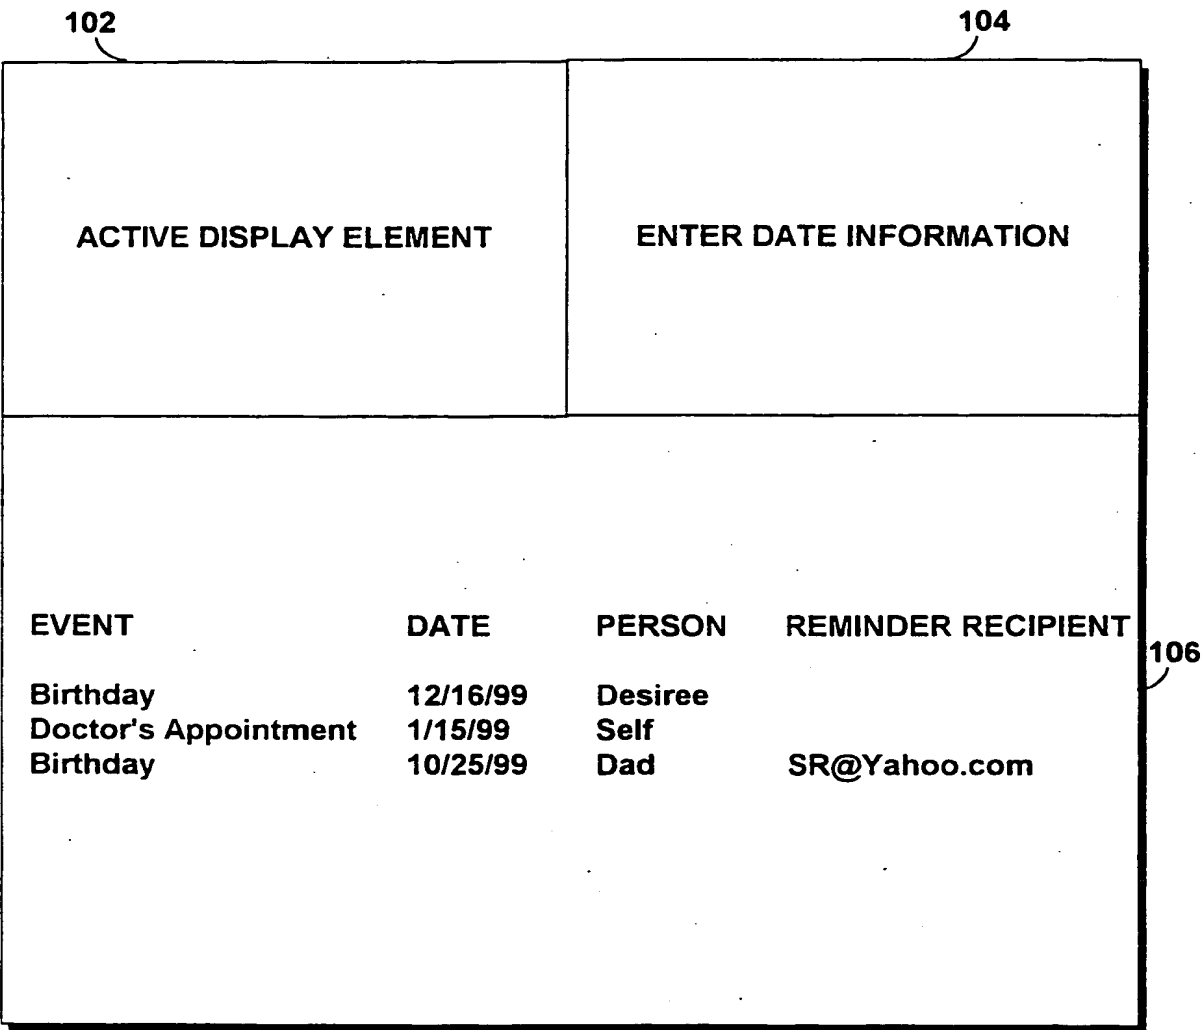 102
104
ACTIVE DISPLAY ELEMENT
ENTER DATE INFORMATION
EVENT DATE PERSON REMINDER RECIPIENT
106
Birthday 12/16/99 Desiree
Doctor's Appointment 1/15/99 Self
Birthday 10/25/99 Dad SR@Yahoo.com